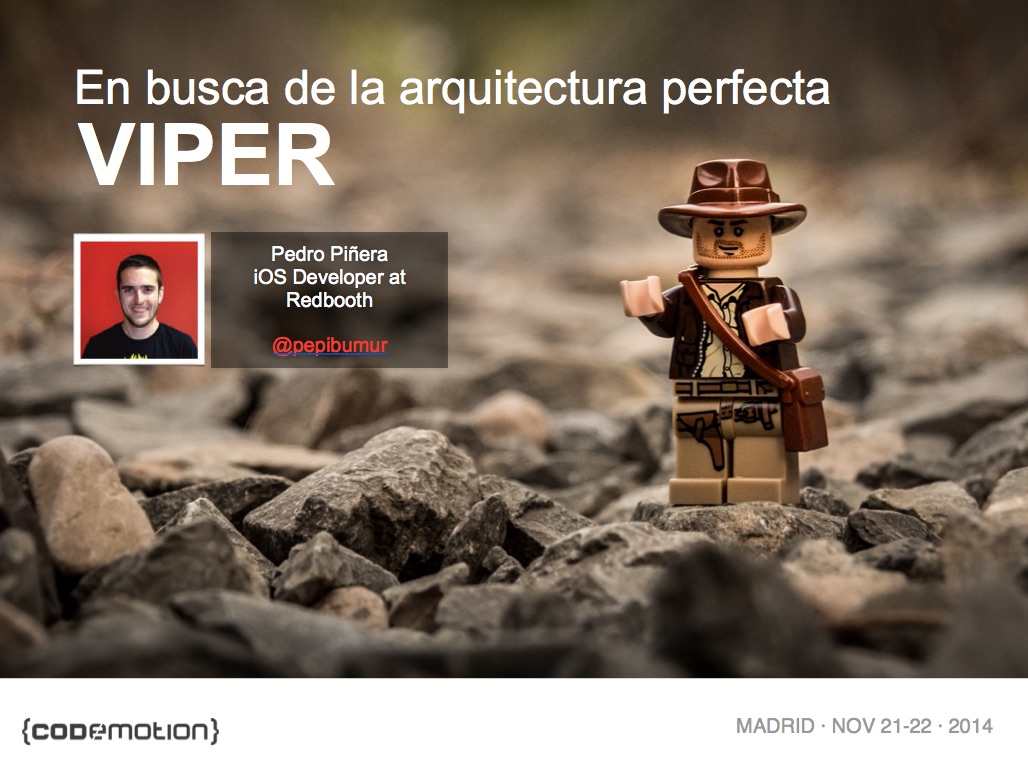 En busca de la arquitectura perfecta
VIPER
Pedro Piñera
iOS Developer at
Redbooth
@pepibumur
{codemotion}
MADRID · NOV 21-22 · 2014